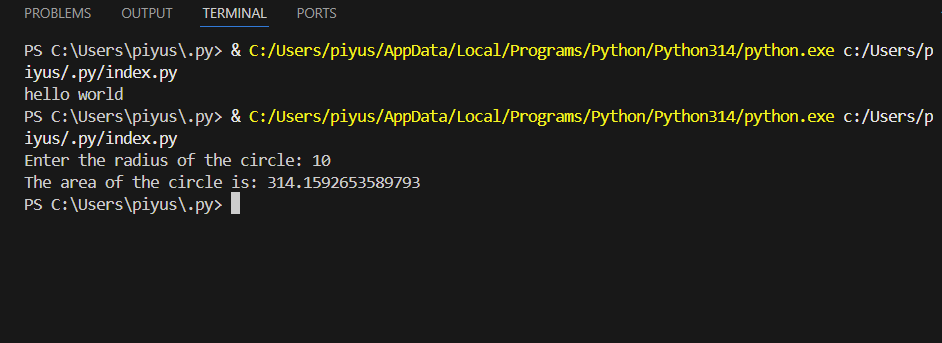 PROBLEMS OUTPUT TERMINAL PORTS
PS C:\Users\piyus\.py> & C:/Users/piyus/AppData/Local/Programs/Python/Python314/python.exe c:/Users/p
iyus/.py/index.py
hello world
PS C:\Users\piyus\.py> & C:/Users/piyus/AppData/Local/Programs/Python/Python314/python.exe c:/Users/p
iyus/.py/index.py
Enter the radius of the circle: 10
The area of the circle is: 314.1592653589793
PS C:\Users\piyus\.py>